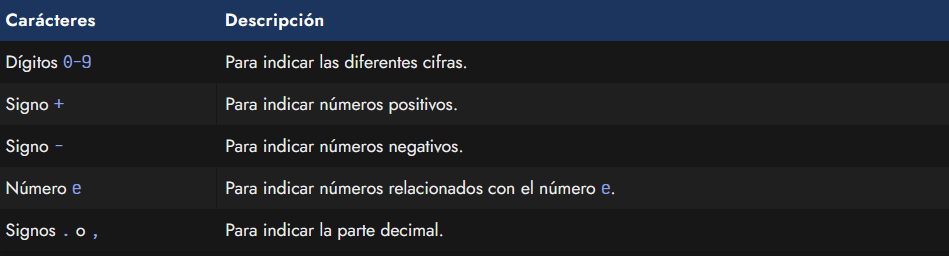 Carácteres Descripción
Dígitos 0-9 Para indicar las diferentes cifras.
Signo + Para indicar números positivos.
Signo - Para indicar números negativos.
Número e Para indicar números relacionados con el número e.
Signos . o , Para indicar la parte decimal.